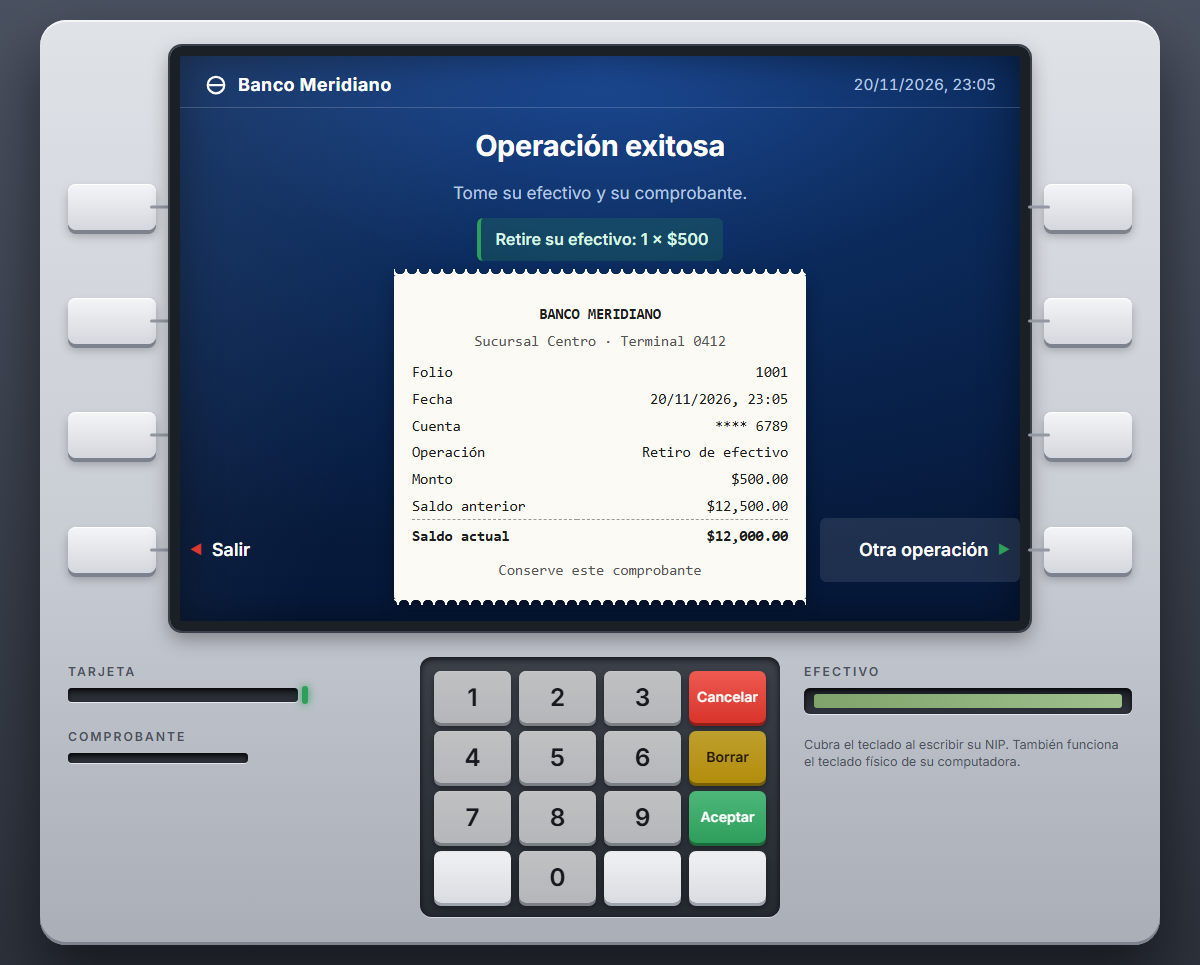 Banco Meridiano
20/11/2026, 23:05
Operación exitosa
Tome su efectivo y su comprobante.
Retire su efectivo: 1 × $500
BANCO MERIDIANO
Sucursal Centro · Terminal 0412
Folio 1001
Fecha 20/11/2026, 23:05
Cuenta **** 6789
Operación Retiro de efectivo
Monto $500.00
Saldo anterior $12,500.00
Saldo actual $12,000.00
Conserve este comprobante
Salir
Otra operación
TARJETA
COMPROBANTE
1 2 3 Cancelar
4 5 6 Borrar
7 8 9 Aceptar
0
EFECTIVO
Cubra el teclado al escribir su NIP. También funciona
el teclado físico de su computadora.